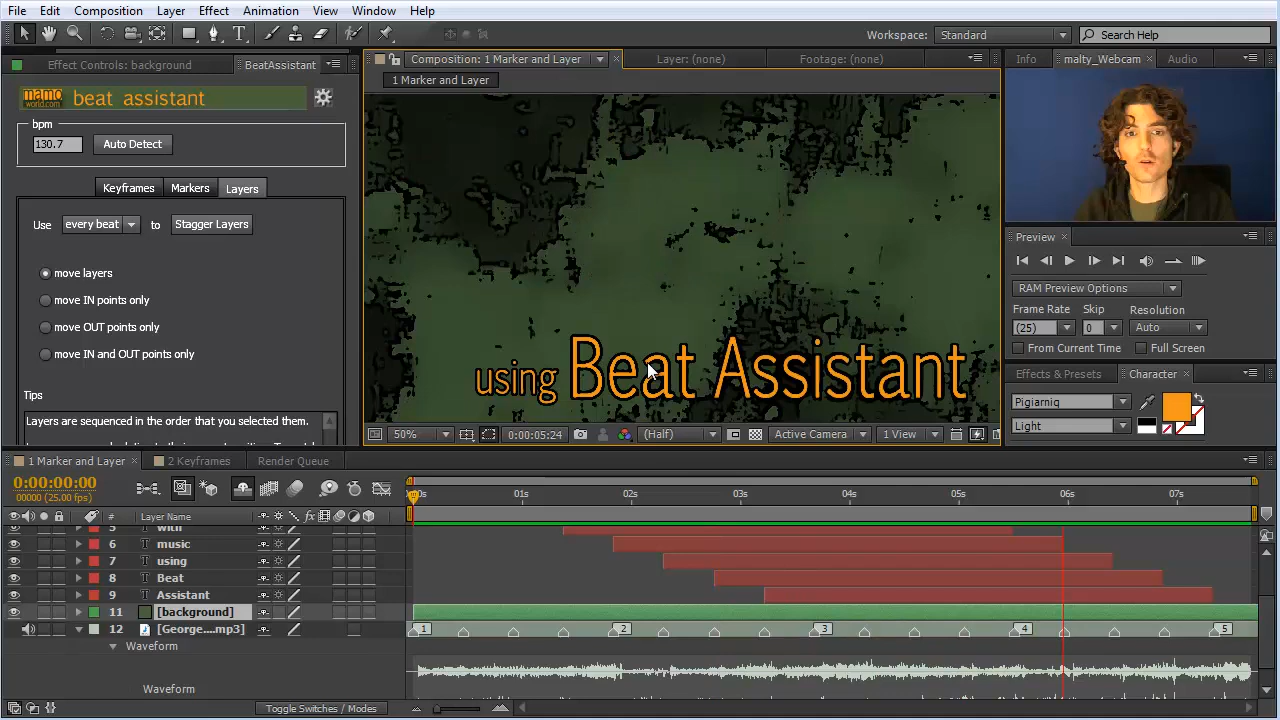 File Edit Composition Layer Effect Animation View Window Help
Workspace: Standard Search Help
Effect Controls: background BeatAssistant
Composition: 1 Marker and Layer Layer: (none) Footage: (none)
Info malty_Webcam Audio
1 Marker and Layer
mamo world.com beat assistant
bpm
130.7 Auto Detect
Keyframes Markers Layers
Use every beat to Stagger Layers
move layers
move IN points only
move OUT points only
move IN and OUT points only
Tips
Layers are sequenced in the order that you selected them.
using Beat Assistant
50% 0:00:05:24 (Half) Active Camera 1 View
Preview
RAM Preview Options
Frame Rate Skip Resolution
(25) 0 Auto
From Current Time Full Screen
Effects & Presets Character
Pigiarniq
Light
1 Marker and Layer 2 Keyframes Render Queue
0:00:00:00
00000 (25.00 fps)
01s 02s 03s 04s 05s 06s 07s
# Layer Name fx
5 with
6 music
7 using
8 Beat
9 Assistant
11 [background]
12 [George....mp3] 1 2 3 4 5
Waveform
Waveform
Toggle Switches / Modes